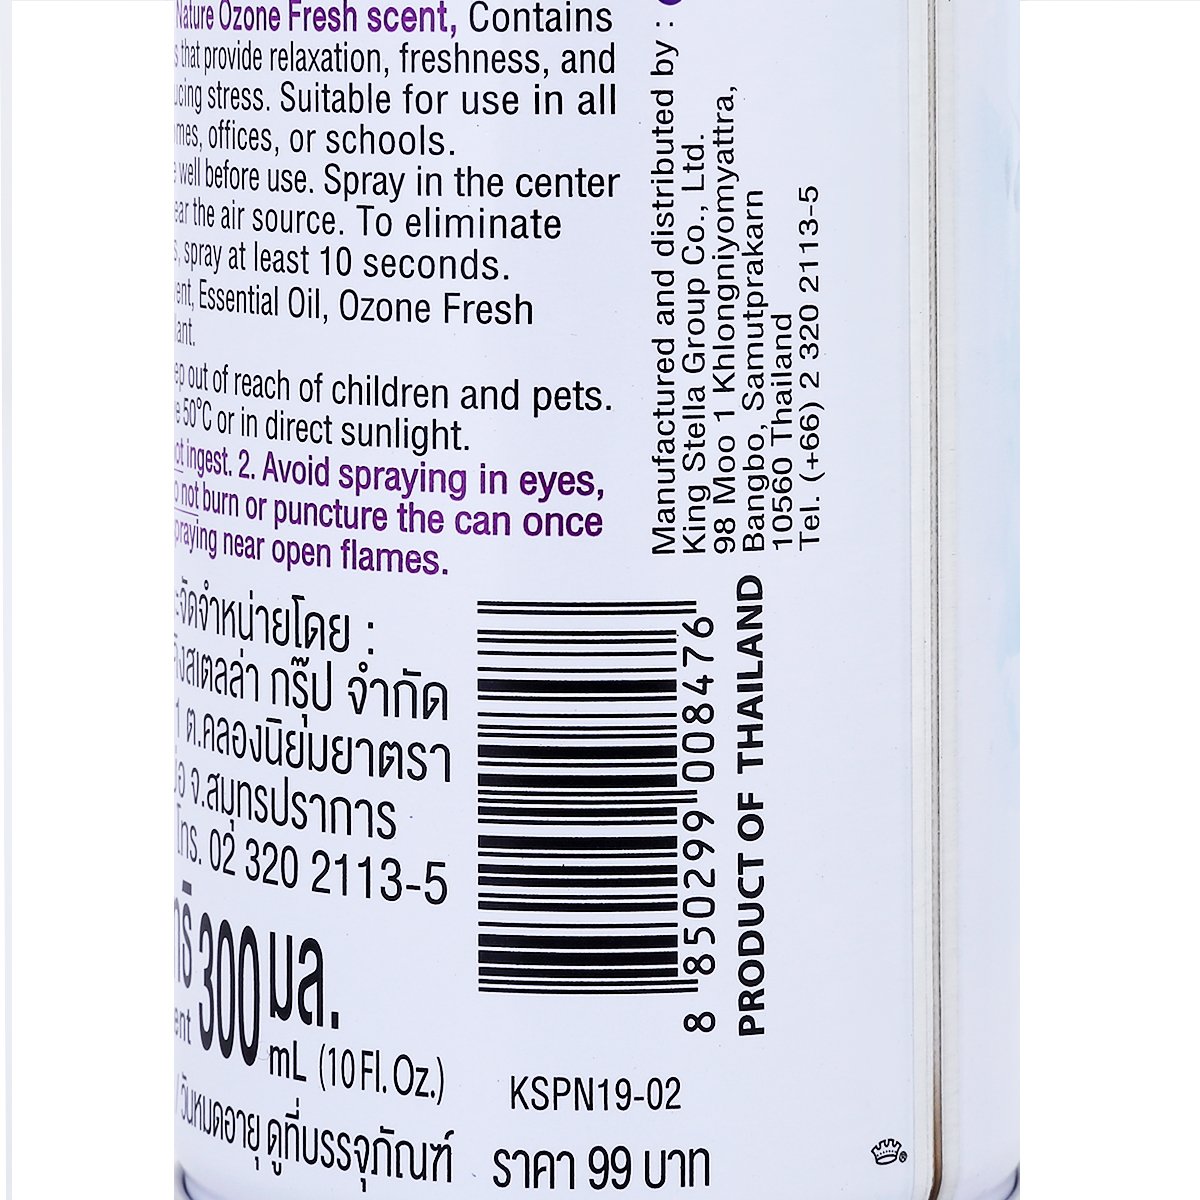 Nature Ozone Fresh scent, Contains
that provide relaxation, freshness, and
stress. Suitable for use in all
offices, or schools.
well before use. Spray in the center
the air source. To eliminate
spray at least 10 seconds.
Essential Oil, Ozone Fresh
out of reach of children and pets.
50°C or in direct sunlight.
ingest. 2. Avoid spraying in eyes,
not burn or puncture the can once
near open flames.
จัดจำหน่ายโดย :
คิงสเตลล่า กรุ๊ป จำกัด
1 ต.คลองนิยมยาตรา
จ.สมุทรปราการ
โทร. 02 320 2113-5
300 มล.
mL (10 Fl. Oz.)
วันหมดอายุ ดูที่บรรจุภัณฑ์
Manufactured and distributed by :
King Stella Group Co., Ltd.
98 Moo 1 Khlongniyomyattra,
Bangbo, Samutprakarn
10560 Thailand
Tel. (+66) 2 320 2113-5
8 850299 008476
PRODUCT OF THAILAND
KSPN19-02
ราคา 99 บาท